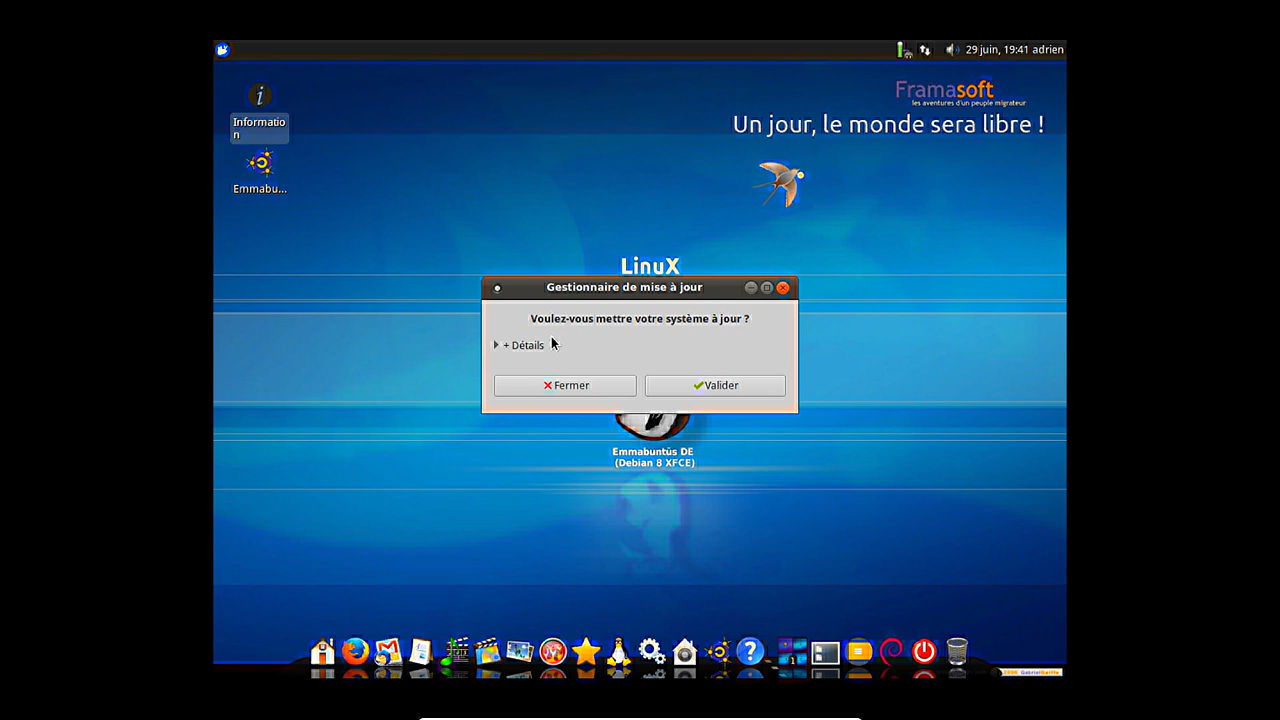 29 juin, 19:41 adrien
Framasoft
les aventures d'un peuple migrateur
Un jour, le monde sera libre !
Informatio
n
Emmabu...
LinuX
Gestionnaire de mise à jour
Voulez-vous mettre votre système à jour ?
+ Détails
Fermer
Valider
Emmabuntüs DE
(Debian 8 XFCE)
1